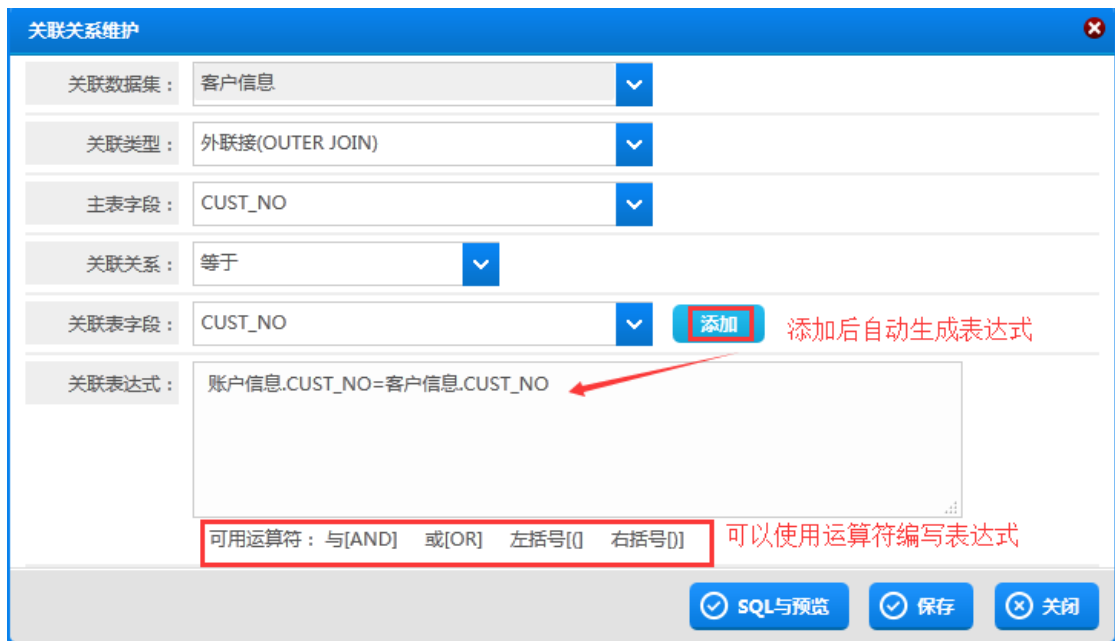 关联关系维护
关联数据集： 客户信息
关联类型： 外联接(OUTER JOIN)
主表字段： CUST_NO
关联关系： 等于
关联表字段： CUST_NO 添加 添加后自动生成表达式
关联表达式： 账户信息.CUST_NO=客户信息.CUST_NO
可用运算符： 与[AND] 或[OR] 左括号[(] 右括号[)] 可以使用运算符编写表达式
SQL与预览 保存 关闭